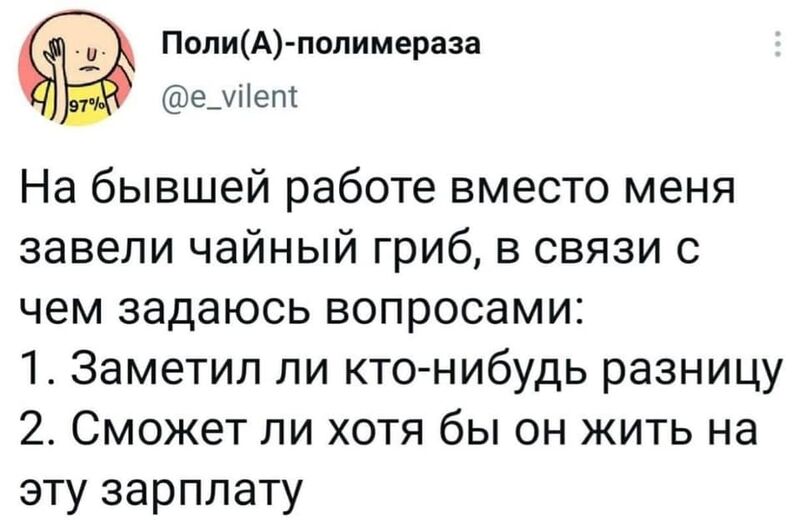 Поли(А)-полимераза
@e_vilent
97%
На бывшей работе вместо меня
завели чайный гриб, в связи с
чем задаюсь вопросами:
1. Заметил ли кто-нибудь разницу
2. Сможет ли хотя бы он жить на
эту зарплату